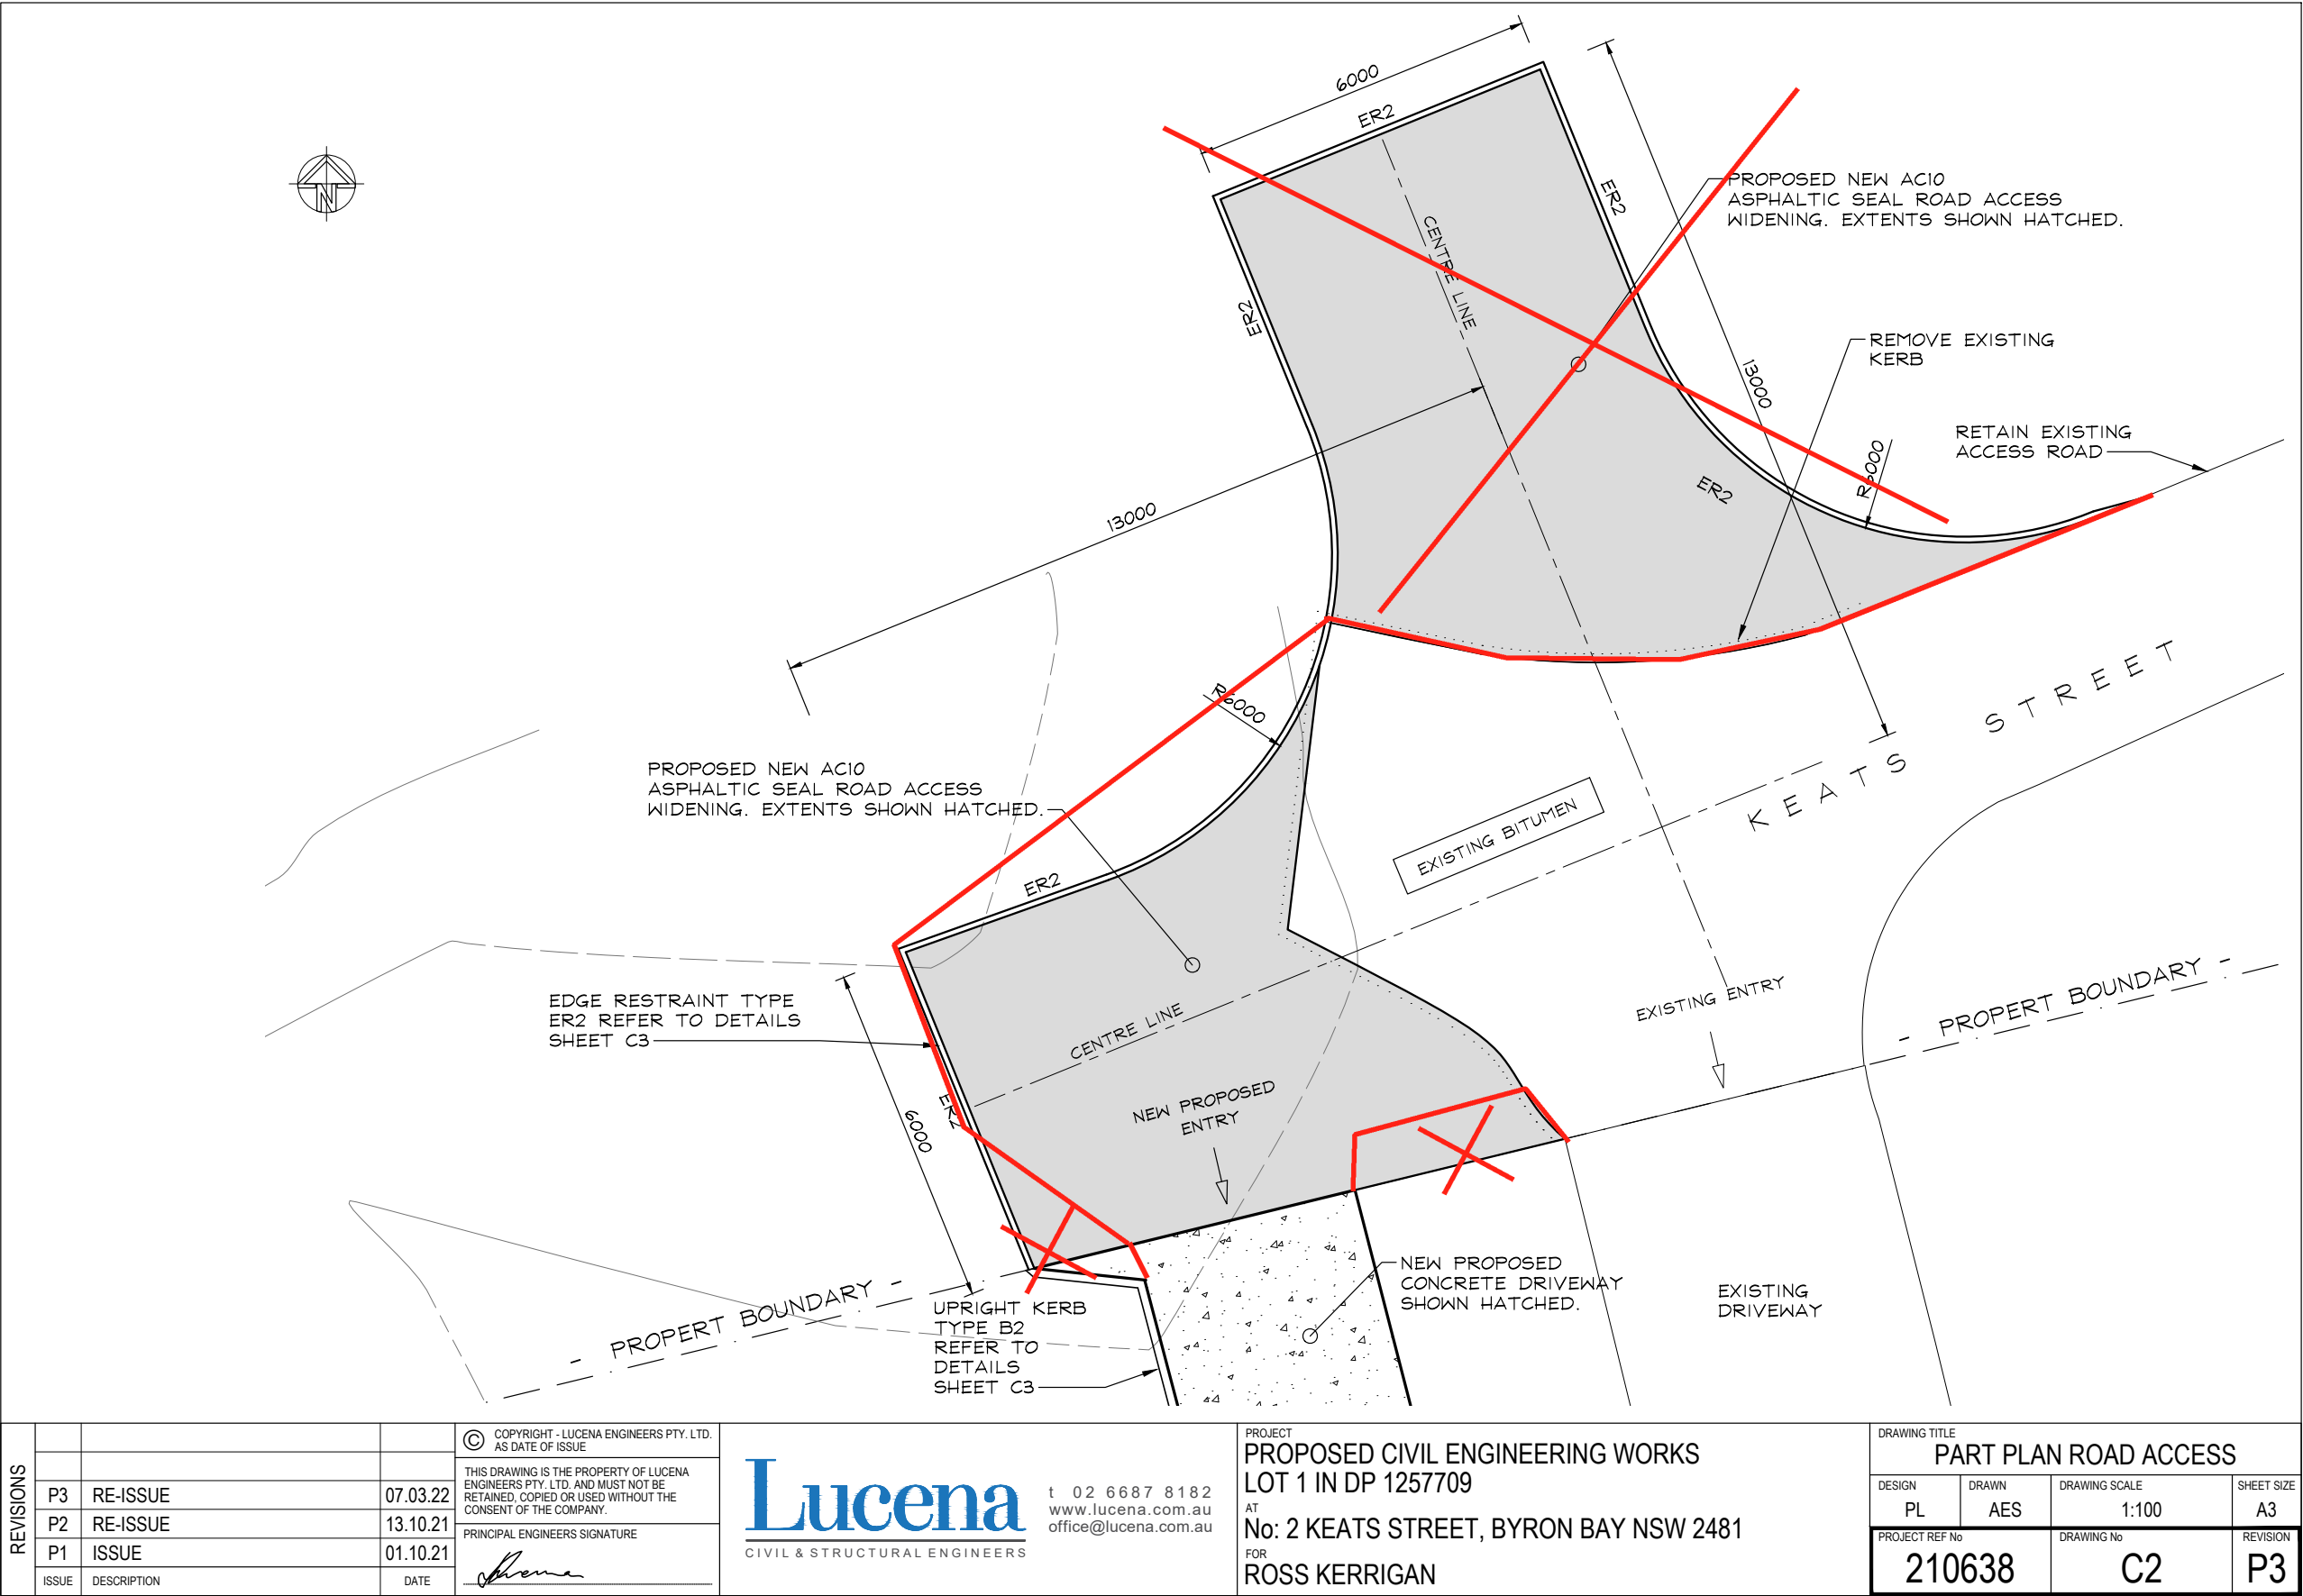 6000
ER2
N
ER2
PROPOSED NEW AC10
ASPHALTIC SEAL ROAD ACCESS
WIDENING. EXTENTS SHOWN HATCHED.
CENTRE LINE
ER2
REMOVE EXISTING
KERB
13000
RETAIN EXISTING
ACCESS ROAD
R6000
ER2
13000
KEATS STREET
R6000
PROPOSED NEW AC10
ASPHALTIC SEAL ROAD ACCESS
WIDENING. EXTENTS SHOWN HATCHED.
EXISTING BITUMEN
ER2
EDGE RESTRAINT TYPE
ER2 REFER TO DETAILS
SHEET C3
CENTRE LINE
EXISTING ENTRY
- PROPERT BOUNDARY -
ER2
6000
NEW PROPOSED
ENTRY
NEW PROPOSED
CONCRETE DRIVEWAY
SHOWN HATCHED.
EXISTING
DRIVEWAY
- PROPERT BOUNDARY -
UPRIGHT KERB
TYPE B2
REFER TO
DETAILS
SHEET C3
REVISIONS
P3 RE-ISSUE 07.03.22
P2 RE-ISSUE 13.10.21
P1 ISSUE 01.10.21
ISSUE DESCRIPTION DATE
© COPYRIGHT - LUCENA ENGINEERS PTY. LTD.
AS DATE OF ISSUE
THIS DRAWING IS THE PROPERTY OF LUCENA
ENGINEERS PTY. LTD. AND MUST NOT BE
RETAINED, COPIED OR USED WITHOUT THE
CONSENT OF THE COMPANY.
PRINCIPAL ENGINEERS SIGNATURE
Lucena
CIVIL & STRUCTURAL ENGINEERS
t 02 6687 8182
www.lucena.com.au
office@lucena.com.au
PROJECT
PROPOSED CIVIL ENGINEERING WORKS
LOT 1 IN DP 1257709
AT
No: 2 KEATS STREET, BYRON BAY NSW 2481
FOR
ROSS KERRIGAN
DRAWING TITLE
PART PLAN ROAD ACCESS
DESIGN DRAWN DRAWING SCALE SHEET SIZE
PL AES 1:100 A3
PROJECT REF No DRAWING No REVISION
210638 C2 P3